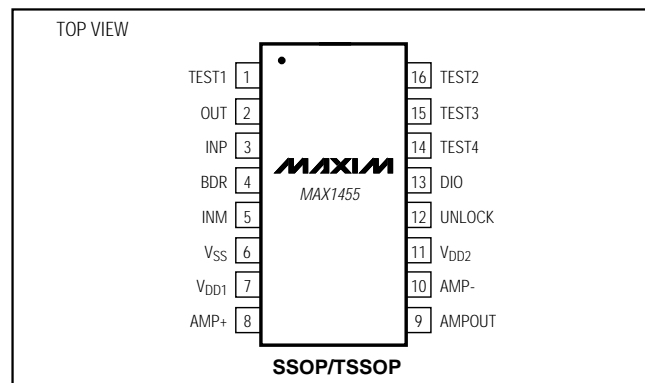 TOP VIEW
TEST1 1
16 TEST2
OUT 2
15 TEST3
INP 3
14 TEST4
BDR 4
MAXIM
13 DIO
MAX1455
INM 5
12 UNLOCK
VSS 6
11 VDD2
VDD1 7
10 AMP-
AMP+ 8
9 AMPOUT
SSOP/TSSOP